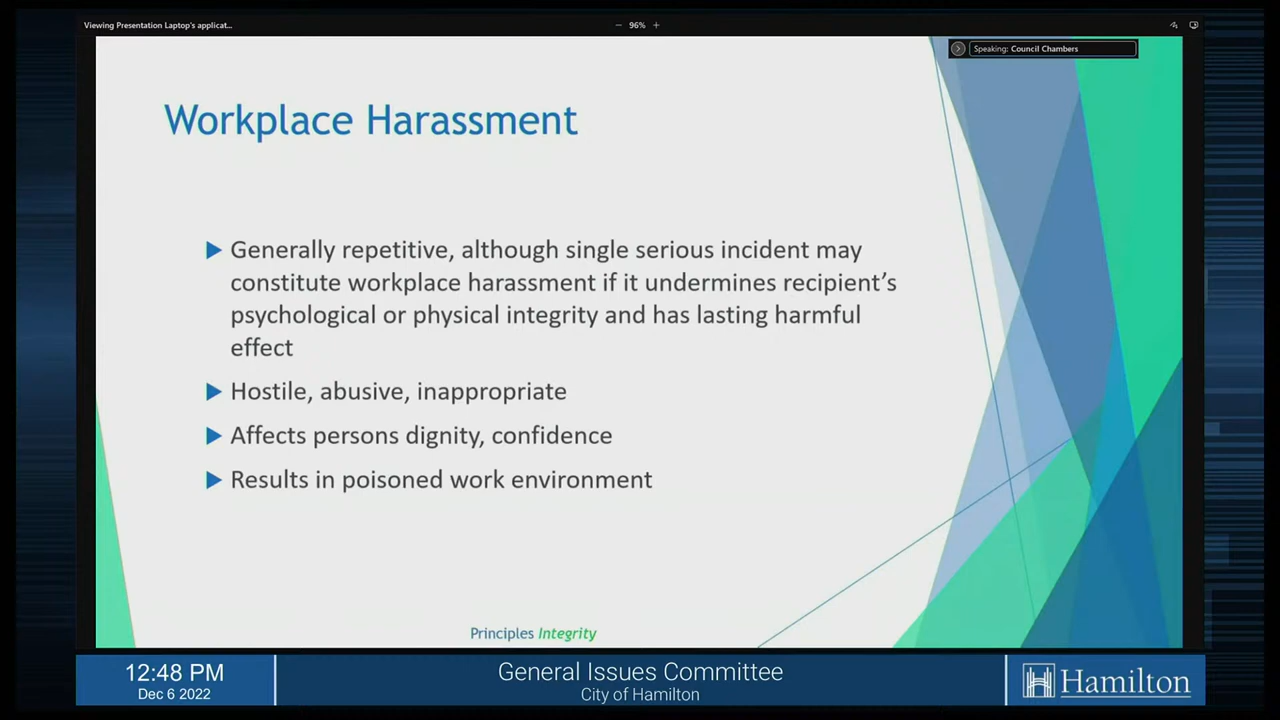 Viewing Presentation Laptop's applicat...
− 96% +
Speaking: Council Chambers
Workplace Harassment
Generally repetitive, although single serious incident may
constitute workplace harassment if it undermines recipient's
psychological or physical integrity and has lasting harmful
effect
Hostile, abusive, inappropriate
Affects persons dignity, confidence
Results in poisoned work environment
Principles Integrity
12:48 PM
Dec 6 2022
General Issues Committee
City of Hamilton
Hamilton